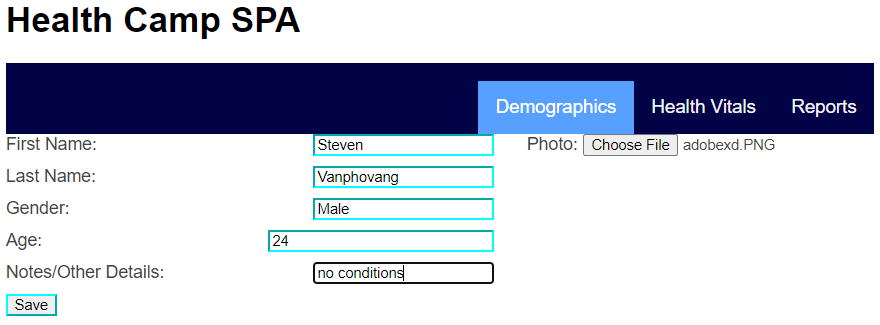 Health Camp SPA
Demographics Health Vitals Reports
First Name: Steven Photo: Choose File adobexd.PNG
Last Name: Vanphovang
Gender: Male
Age: 24
Notes/Other Details: no conditions
Save